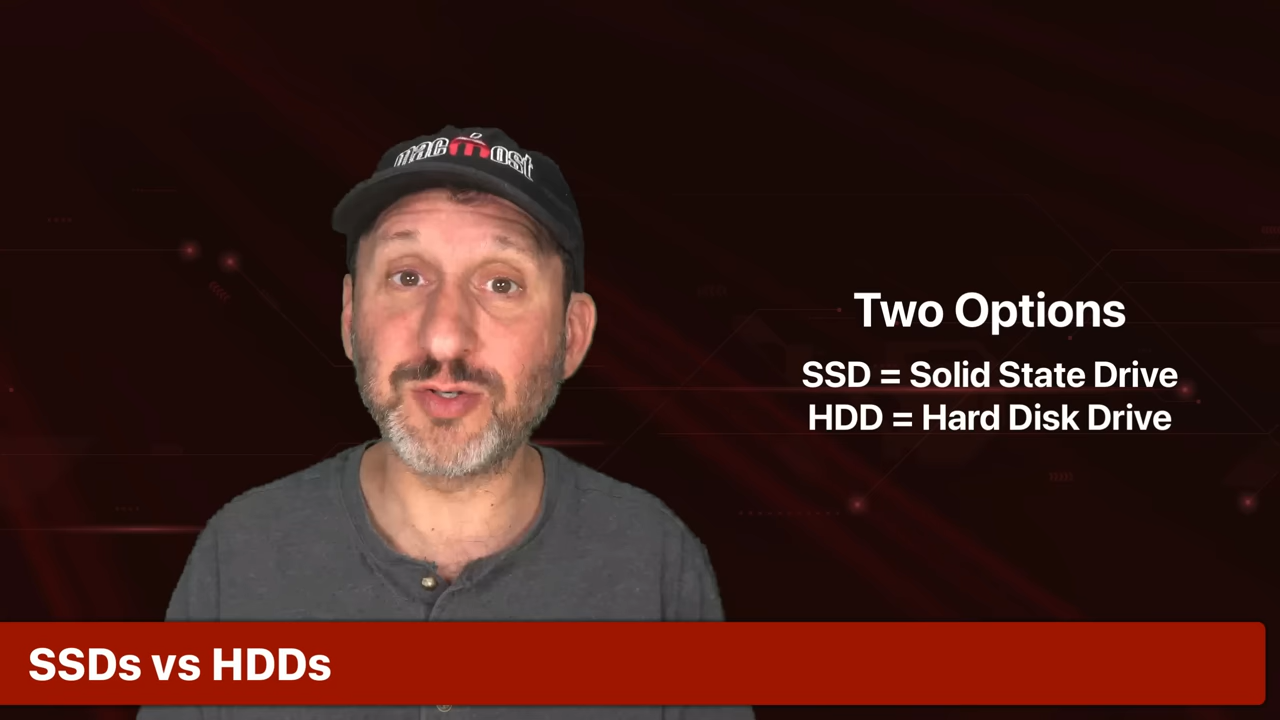 macmost
Two Options
SSD = Solid State Drive
HDD = Hard Disk Drive
SSDs vs HDDs